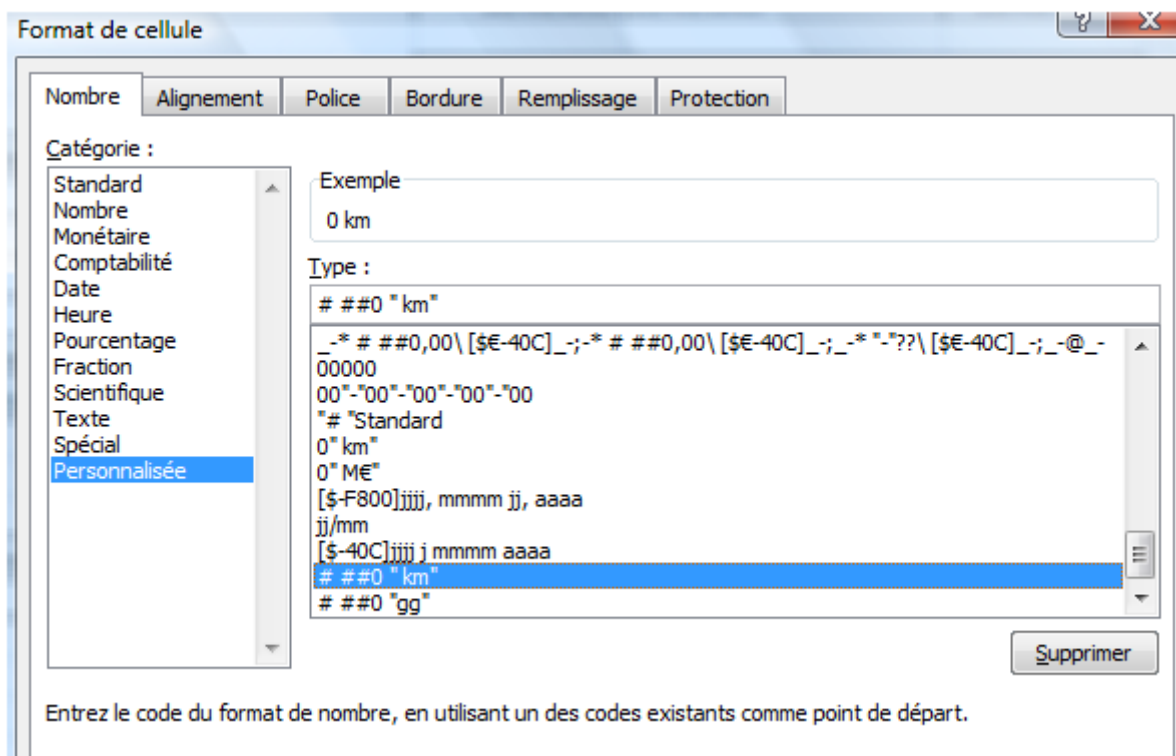 Format de cellule
? X
Nombre Alignement Police Bordure Remplissage Protection
Catégorie :
Standard
Nombre
Monétaire
Comptabilité
Date
Heure
Pourcentage
Fraction
Scientifique
Texte
Spécial
Personnalisée
Exemple
0 km
Type :
# ##0 " km"
_-* # ##0,00\ [$€-40C]_-;-* # ##0,00\ [$€-40C]_-;_-* "-"??\ [$€-40C]_-;_-@_-
00000
00"-"00"-"00"-"00"-"00
"# "Standard
0" km"
0" M€"
[$-F800]jjjj, mmmm jj, aaaa
jj/mm
[$-40C]jjjj j mmmm aaaa
# ##0 " km"
# ##0 "gg"
Supprimer
Entrez le code du format de nombre, en utilisant un des codes existants comme point de départ.